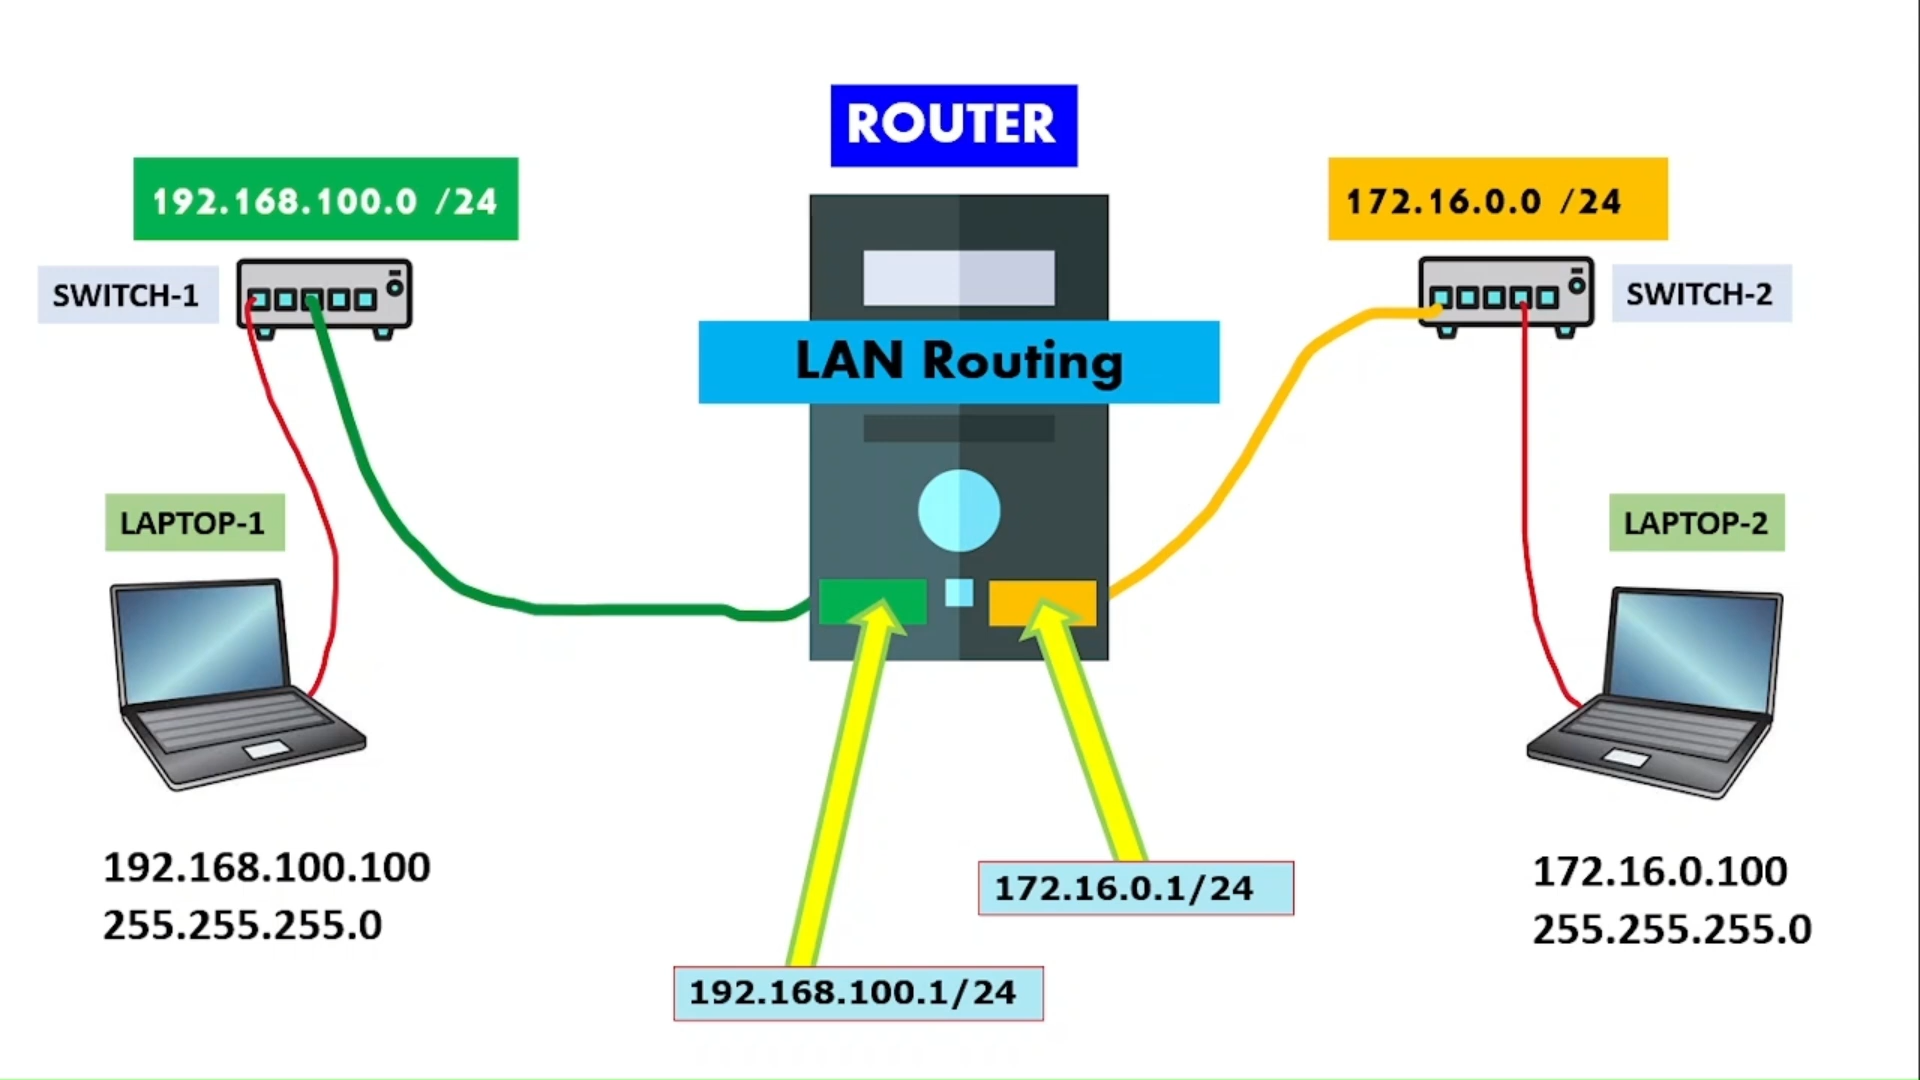 ROUTER
192.168.100.0 /24
172.16.0.0 /24
SWITCH-1
SWITCH-2
LAN Routing
LAPTOP-1
LAPTOP-2
192.168.100.100
255.255.255.0
172.16.0.100
255.255.255.0
172.16.0.1/24
192.168.100.1/24